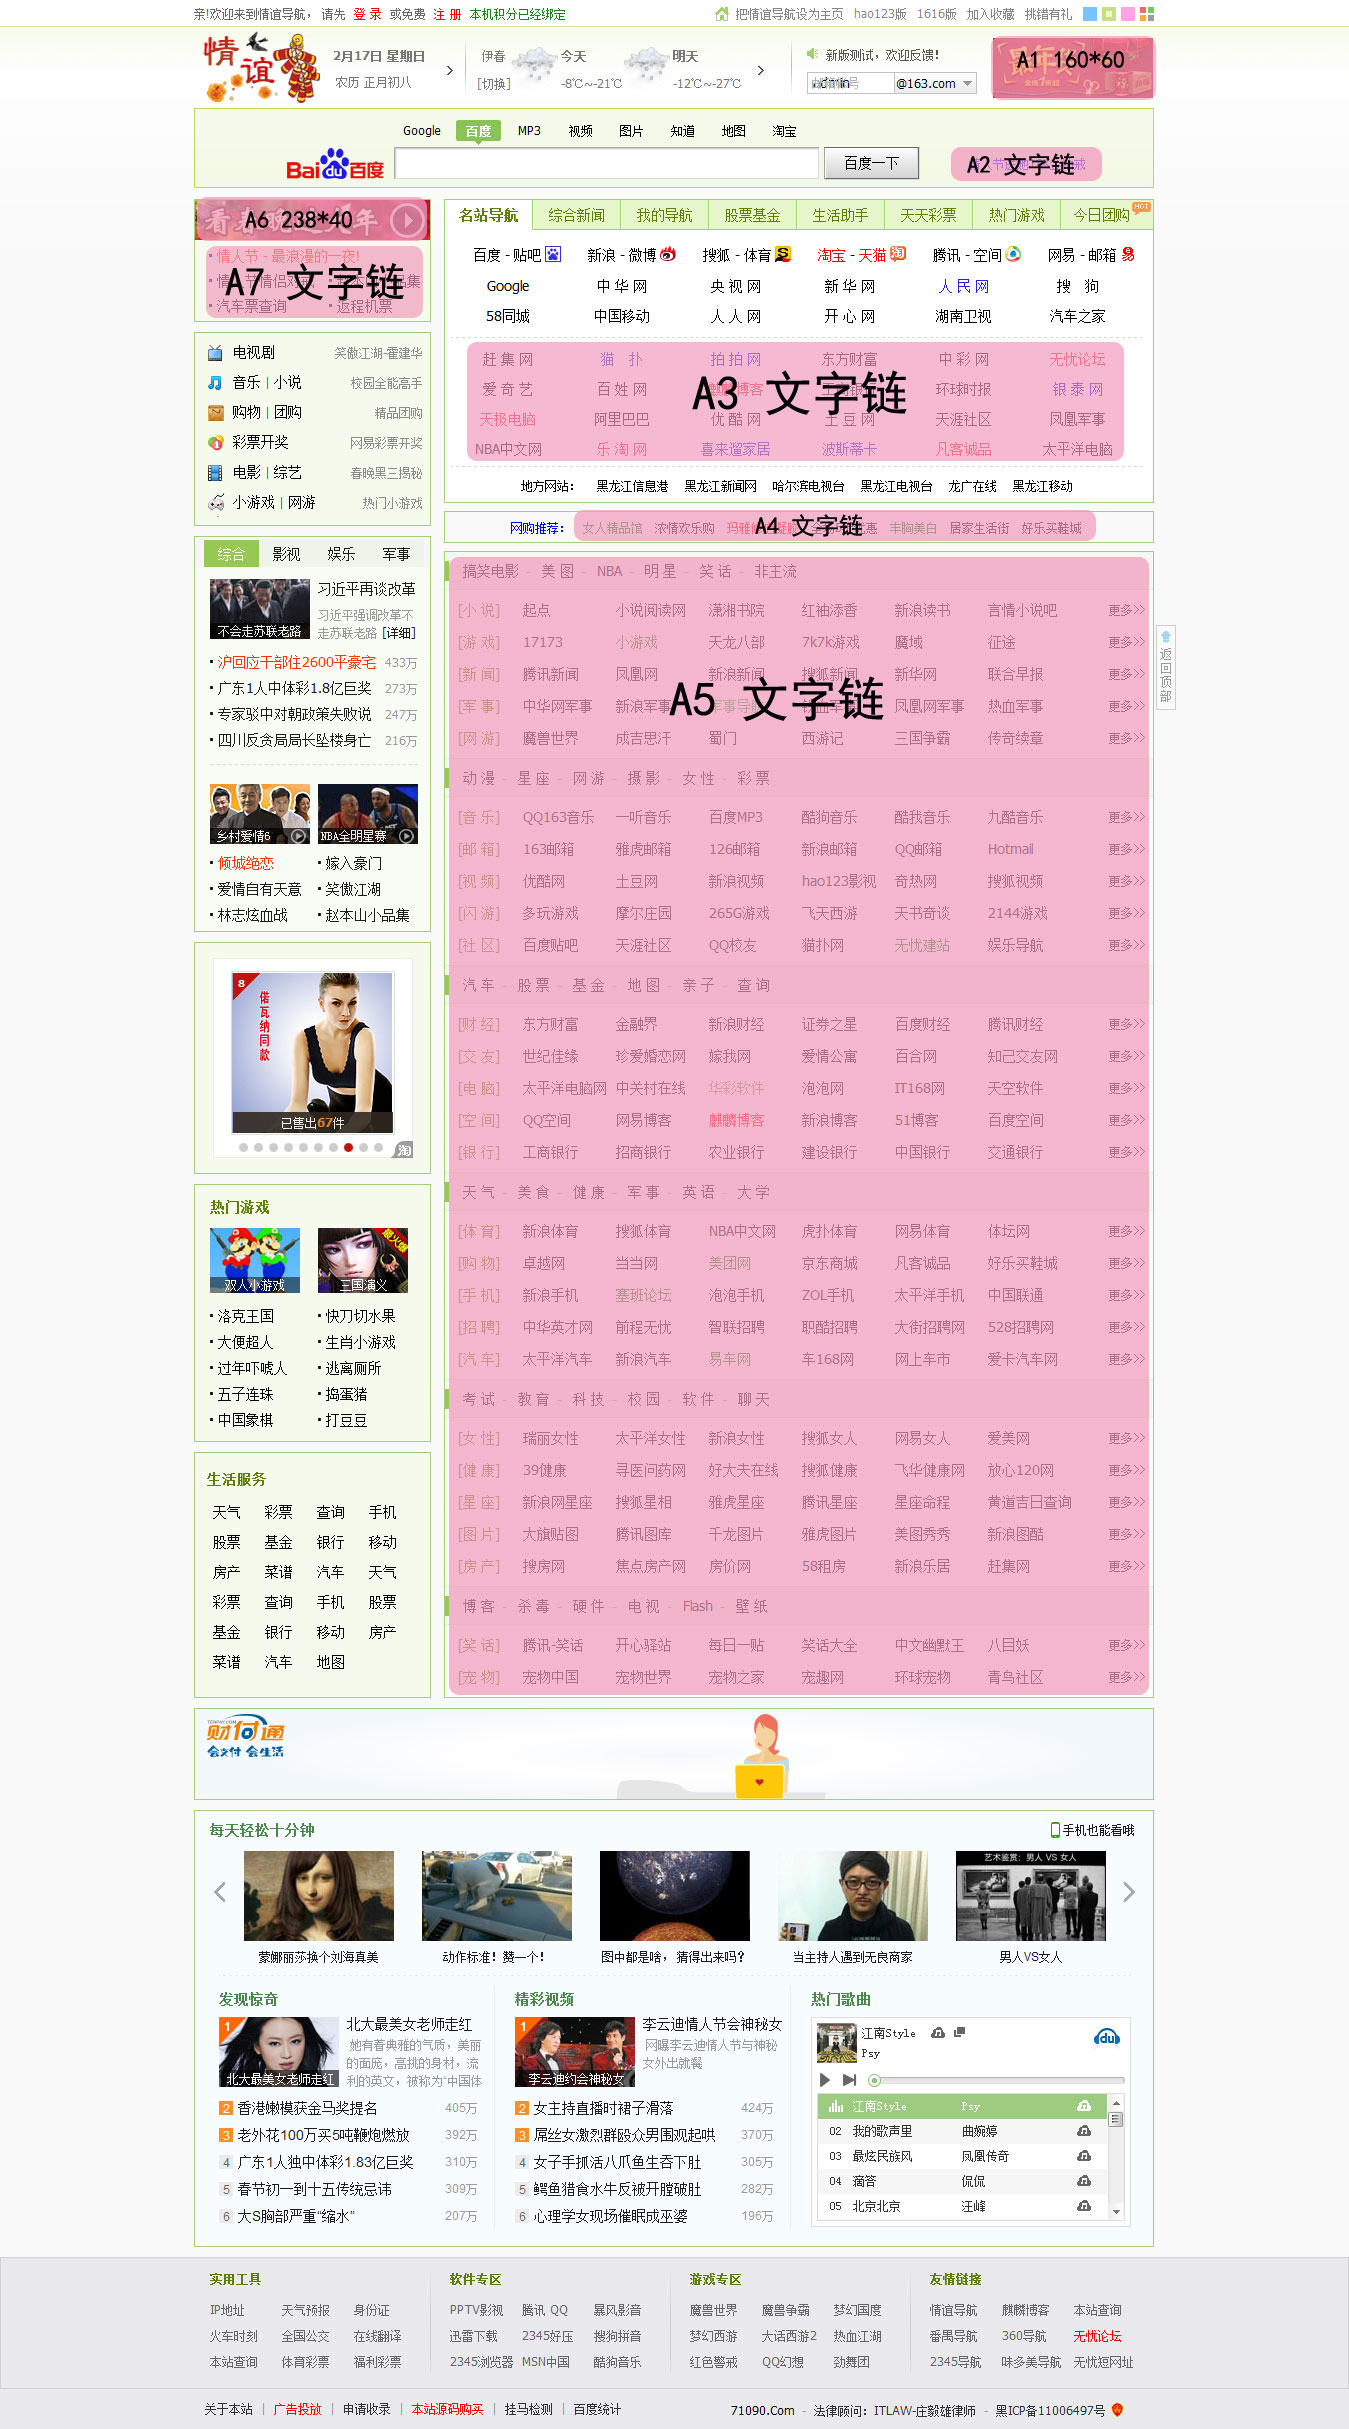 亲!欢迎来到情谊导航， 请先 登 录 或免费 注 册 本机积分已经绑定
把情谊导航设为主页 hao123版 1616版 加入收藏 挑错有礼
情谊 2月17日 星期日 农历 正月初八
伊春 [切换] 今天 -8℃~-21℃ 明天 -12℃~-27℃
新版测试，欢迎反馈!
@163.com
A1 160*60
Google 百度 MP3 视频 图片 知道 地图 淘宝
Bai du 百度 百度一下
A2 文字链
A6 238*40
情人节 - 最浪漫的一夜!
A7 文字链
汽车票查询 返程机票
电视剧 笑傲江湖-霍建华
音乐 | 小说 校园全能高手
购物 | 团购 精品团购
彩票开奖 网易彩票开奖
电影 | 综艺 春晚黑三揭秘
小游戏 | 网游 热门小游戏
综合 影视 娱乐 军事
习近平再谈改革
习近平强调改革不
走苏联老路 [详细]
不会走苏联老路
沪回应干部住2600平豪宅 433万
广东1人中体彩1.8亿巨奖 273万
专家驳中对朝政策失败说 247万
四川反贪局局长坠楼身亡 216万
乡村爱情6 NBA全明星赛
倾城绝恋 嫁入豪门
爱情自有天意 笑傲江湖
林志炫血战 赵本山小品集
8
偌瓦纳同款
已售出67件
淘
热门游戏
双人小游戏 三国演义
最火爆
洛克王国 快刀切水果
大便超人 生肖小游戏
过年吓唬人 逃离厕所
五子连珠 捣蛋猪
中国象棋 打豆豆
生活服务
天气 彩票 查询 手机
股票 基金 银行 移动
房产 菜谱 汽车 天气
彩票 查询 手机 股票
基金 银行 移动 房产
菜谱 汽车 地图
名站导航 综合新闻 我的导航 股票基金 生活助手 天天彩票 热门游戏 今日团购 HOT
百度 - 贴吧 新浪 - 微博 搜狐 - 体育 淘宝 - 天猫 腾讯 - 空间 网易 - 邮箱
Google 中 华 网 央 视 网 新 华 网 人 民 网 搜 狗
58同城 中国移动 人 人 网 开 心 网 湖南卫视 汽车之家
赶 集 网 猫 扑 拍 拍 网 东方财富 中 彩 网 无忧论坛
爱 奇 艺 百 姓 网 环球时报 银 泰 网
A3 文字链
天极电脑 阿里巴巴 优 酷 网 土 豆 网 天涯社区 凤凰军事
NBA中文网 乐 淘 网 喜来遛家居 波斯蒂卡 凡客诚品 太平洋电脑
地方网站： 黑龙江信息港 黑龙江新闻网 哈尔滨电视台 黑龙江电视台 龙广在线 黑龙江移动
网购推荐： 女人精品馆 浓情欢乐购 A4 文字链 丰胸美白 居家生活街 好乐买鞋城
搞笑电影 - 美 图 - NBA - 明 星 - 笑 话 - 非主流
[小 说] 起点 小说阅读网 潇湘书院 红袖添香 新浪读书 言情小说吧 更多>>
[游 戏] 17173 小游戏 天龙八部 7k7k游戏 魔域 征途 更多>>
[新 闻] 腾讯新闻 凤凰网 新浪新闻 搜狐新闻 新华网 联合早报 更多>>
A5 文字链
[军 事] 中华网军事 新浪军事 凤凰网军事 热血军事 更多>>
[网 游] 魔兽世界 成吉思汗 蜀门 西游记 三国争霸 传奇续章 更多>>
动 漫 - 星 座 - 网 游 - 摄 影 - 女 性 - 彩 票
[音 乐] QQ163音乐 一听音乐 百度MP3 酷狗音乐 酷我音乐 九酷音乐 更多>>
[邮 箱] 163邮箱 雅虎邮箱 126邮箱 新浪邮箱 QQ邮箱 Hotmail 更多>>
[视 频] 优酷网 土豆网 新浪视频 hao123影视 奇热网 搜狐视频 更多>>
[闪 游] 多玩游戏 摩尔庄园 265G游戏 飞天西游 天书奇谈 2144游戏 更多>>
[社 区] 百度贴吧 天涯社区 QQ校友 猫扑网 无忧建站 娱乐导航 更多>>
汽 车 - 股 票 - 基 金 - 地 图 - 亲 子 - 查 询
[财 经] 东方财富 金融界 新浪财经 证券之星 百度财经 腾讯财经 更多>>
[交 友] 世纪佳缘 珍爱婚恋网 嫁我网 爱情公寓 百合网 知己交友网 更多>>
[电 脑] 太平洋电脑网 中关村在线 华彩软件 泡泡网 IT168网 天空软件 更多>>
[空 间] QQ空间 网易博客 麒麟博客 新浪博客 51博客 百度空间 更多>>
[银 行] 工商银行 招商银行 农业银行 建设银行 中国银行 交通银行 更多>>
天 气 - 美 食 - 健 康 - 军 事 - 英 语 - 大 学
[体 育] 新浪体育 搜狐体育 NBA中文网 虎扑体育 网易体育 体坛网 更多>>
[购 物] 卓越网 当当网 美团网 京东商城 凡客诚品 好乐买鞋城 更多>>
[手 机] 新浪手机 塞班论坛 泡泡手机 ZOL手机 太平洋手机 中国联通 更多>>
[招 聘] 中华英才网 前程无忧 智联招聘 职酷招聘 大街招聘网 528招聘网 更多>>
[汽 车] 太平洋汽车 新浪汽车 易车网 车168网 网上车市 爱卡汽车网 更多>>
考 试 - 教 育 - 科 技 - 校 园 - 软 件 - 聊 天
[女 性] 瑞丽女性 太平洋女性 新浪女性 搜狐女人 网易女人 爱美网 更多>>
[健 康] 39健康 寻医问药网 好大夫在线 搜狐健康 飞华健康网 放心120网 更多>>
[星 座] 新浪网星座 搜狐星相 雅虎星座 腾讯星座 星座命程 黄道吉日查询 更多>>
[图 片] 大旗贴图 腾讯图库 千龙图片 雅虎图片 美图秀秀 新浪图酷 更多>>
[房 产] 搜房网 焦点房产网 房价网 58租房 新浪乐居 赶集网 更多>>
博 客 - 杀 毒 - 硬 件 - 电 视 - Flash - 壁 纸
[笑 话] 腾讯-笑话 开心驿站 每日一贴 笑话大全 中文幽默王 八目妖 更多>>
[宠 物] 宠物中国 宠物世界 宠物之家 宠趣网 环球宠物 青鸟社区 更多>>
返回顶部
TENPAY.COM
财付通
会支付 会生活
每天轻松十分钟 手机也能看哦
艺术鉴赏：男人 VS 女人
蒙娜丽莎换个刘海真美 动作标准！赞一个！ 图中都是啥，猜得出来吗？ 当主持人遇到无良商家 男人VS女人
发现惊奇
1 北大最美女老师走红
她有着典雅的气质，美丽
的面庞，高挑的身材，流
利的英文，被称为“中国体
北大最美女老师走红
2 香港嫩模获金马奖提名 405万
3 老外花100万买5吨鞭炮燃放 392万
4 广东1人独中体彩1.83亿巨奖 310万
5 春节初一到十五传统忌讳 309万
6 大S胸部严重“缩水” 207万
精彩视频
1 李云迪情人节会神秘女
网曝李云迪情人节与神秘
女外出就餐
李云迪约会神秘女
2 女主持直播时裙子滑落 424万
3 屌丝女激烈群殴众男围观起哄 370万
4 女子手抓活八爪鱼生吞下肚 305万
5 鳄鱼猎食水牛反被开膛破肚 282万
6 心理学女现场催眠成巫婆 196万
热门歌曲
江南Style
Psy
du
江南Style Psy
02 我的歌声里 曲婉婷
03 最炫民族风 凤凰传奇
04 滴答 侃侃
05 北京北京 汪峰
实用工具 软件专区 游戏专区 友情链接
IP地址 天气预报 身份证 PPTV影视 腾讯 QQ 暴风影音 魔兽世界 魔兽争霸 梦幻国度 情谊导航 麒麟博客 本站查询
火车时刻 全国公交 在线翻译 迅雷下载 2345好压 搜狗拼音 梦幻西游 大话西游2 热血江湖 番禺导航 360导航 无忧论坛
本站查询 体育彩票 福利彩票 2345浏览器 MSN中国 酷狗音乐 红色警戒 QQ幻想 劲舞团 2345导航 味多美导航 无忧短网址
关于本站 | 广告投放 | 申请收录 | 本站源码购买 | 挂马检测 | 百度统计 71090.Com - 法律顾问：ITLAW-庄毅雄律师 - 黑ICP备11006497号